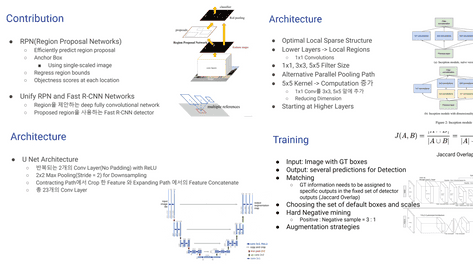 Contribution
RPN(Region Proposal Networks)
Efficiently predict region proposal
Anchor Box
Using single-scaled image
Regress region bounds
Objectness scores at each location
Unify RPN and Fast R-CNN Networks
Region을 제안하는 deep fully convolutional network
Proposed region을 사용하는 Fast R-CNN detector
Region Proposal Network
Architecture
Optimal Local Sparse Structure
Lower Layers -> Local Regions
1x1 Convolutions
1x1, 3x3, 5x5 Filter Size
Alternative Parallel Pooling Path
5x5 Kernel -> Computation 증가
1x1 Conv를 3x3, 5x5 앞에 추가
Reducing Dimension
Starting at Higher Layers
Architecture
U Net Architecture
반복되는 2개의 Conv Layer(No Padding) with ReLU
2x2 Max Pooling(Stride = 2) for Downsampling
Contracting Path에서 Crop 한 Feature 와 Expanding Path 에서의 Feature Concatenate
총 23개의 Conv Layer
Training
J(A, B) =
Jaccard Overlap
Input: Image with GT boxes
Output: several predictions for Detection
Matching
GT information needs to be assigned to
specific outputs in the fixed set of detector
outputs (Jaccard Overlap)
Choosing the set of default boxes and scales
Hard Negative mining
Positive : Negative sample = 3 : 1
Augmentation strategies